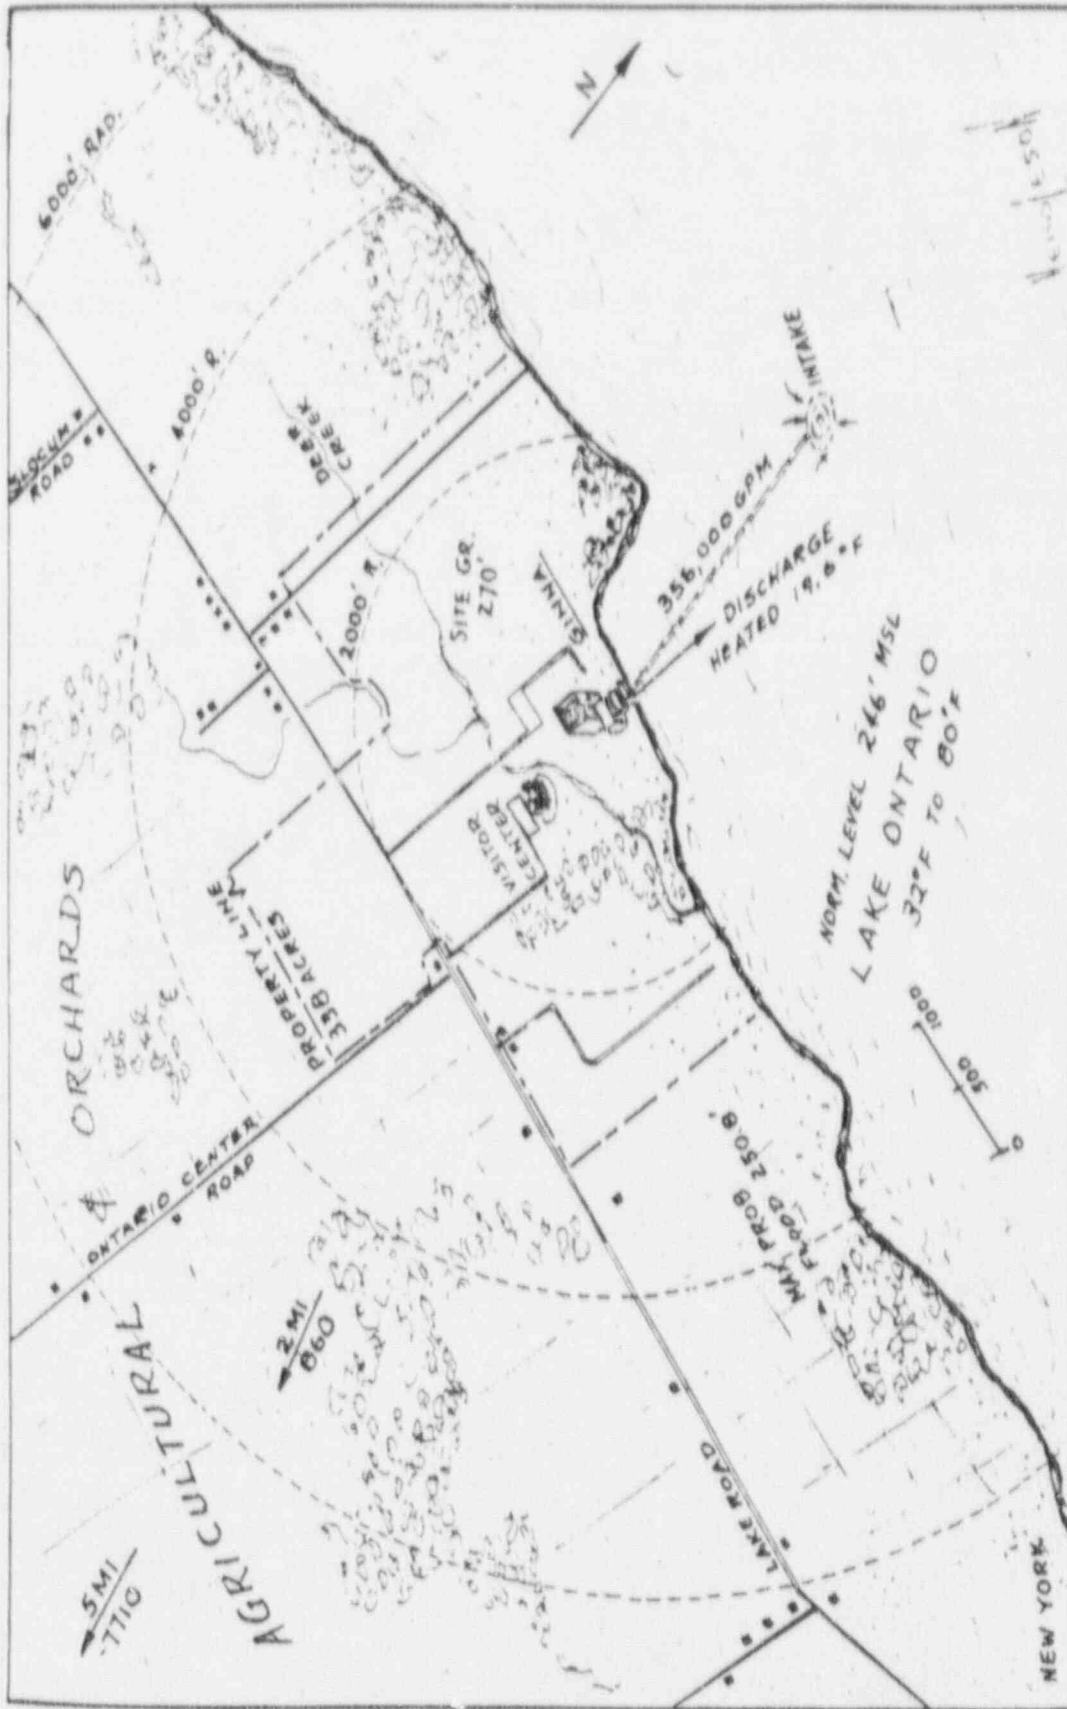 6000' RAD.
N
SLOCUM
ROAD
4000' R.
DEER
CREEK
INTAKE
356,000 GPM
2000' R.
SITE GR.
270'
GINNA
DISCHARGE
HEATED 19.6°F
VISITOR
CENTER
NORM. LEVEL 246' MSL
LAKE ONTARIO
32°F TO 80°F
PROPERTY LINE
338 ACRES
AGRICULTURAL & ORCHARDS
ONTARIO CENTER
ROAD
0 500 1000
MAX PROB
FLOOD 250.8'
2 MI
860
5 MI
7710
LAKE ROAD
NEW YORK